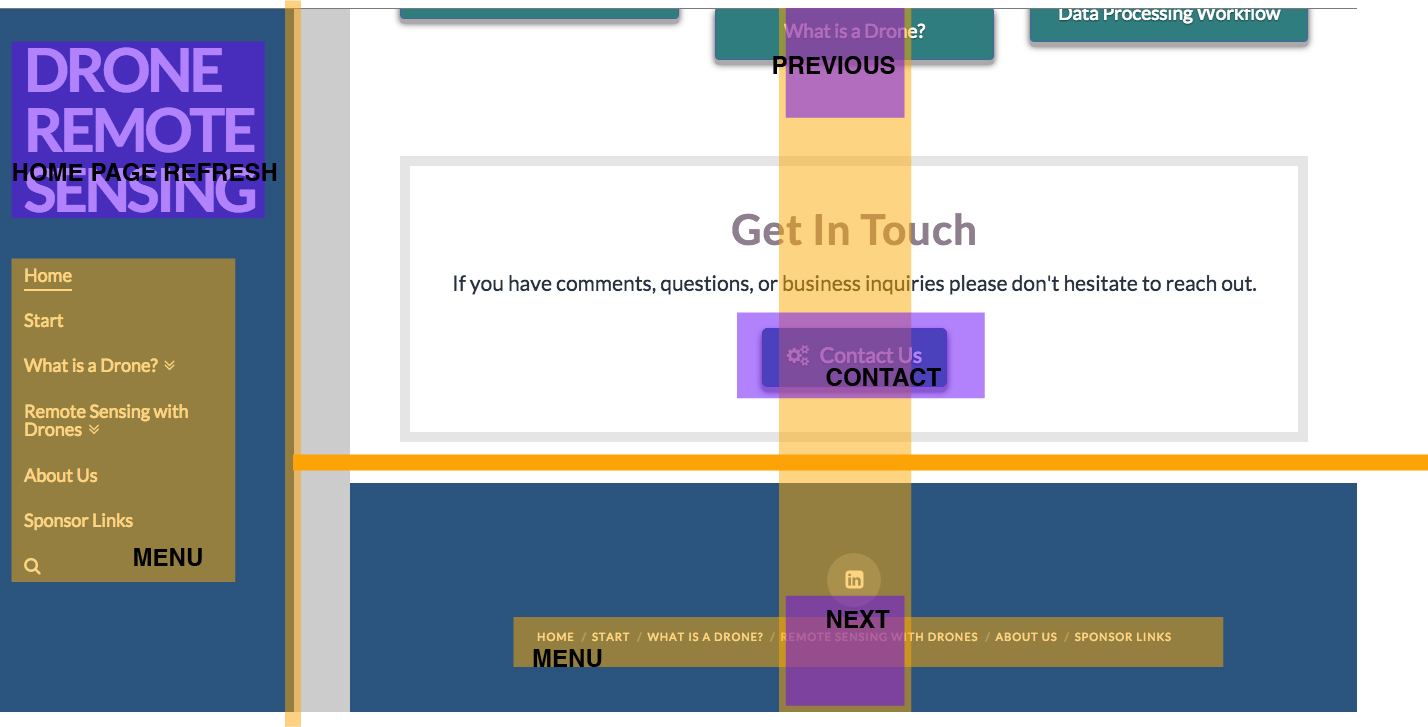 DRONE
REMOTE
SENSING
HOME PAGE REFRESH
Home
Start
What is a Drone?
Remote Sensing with
Drones
About Us
Sponsor Links
MENU
What is a Drone?
Data Processing Workflow
PREVIOUS
Get In Touch
If you have comments, questions, or business inquiries please don't hesitate to reach out.
Contact Us
CONTACT
in
NEXT
HOME / START / WHAT IS A DRONE? / REMOTE SENSING WITH DRONES / ABOUT US / SPONSOR LINKS
MENU